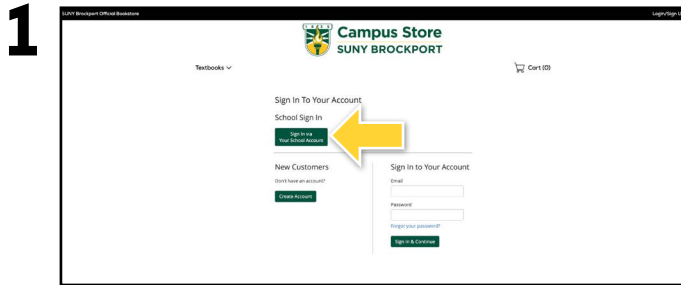 1
SUNY Brockport Official Bookstore
Login/Sign U
Campus Store
SUNY BROCKPORT
Textbooks
Cart (0)
Sign In To Your Account
School Sign In
Sign in via
Your School Account
New Customers
Don't have an account?
Create Account
Sign In to Your Account
Email
Password
Forgot your password?
Sign In & Continue